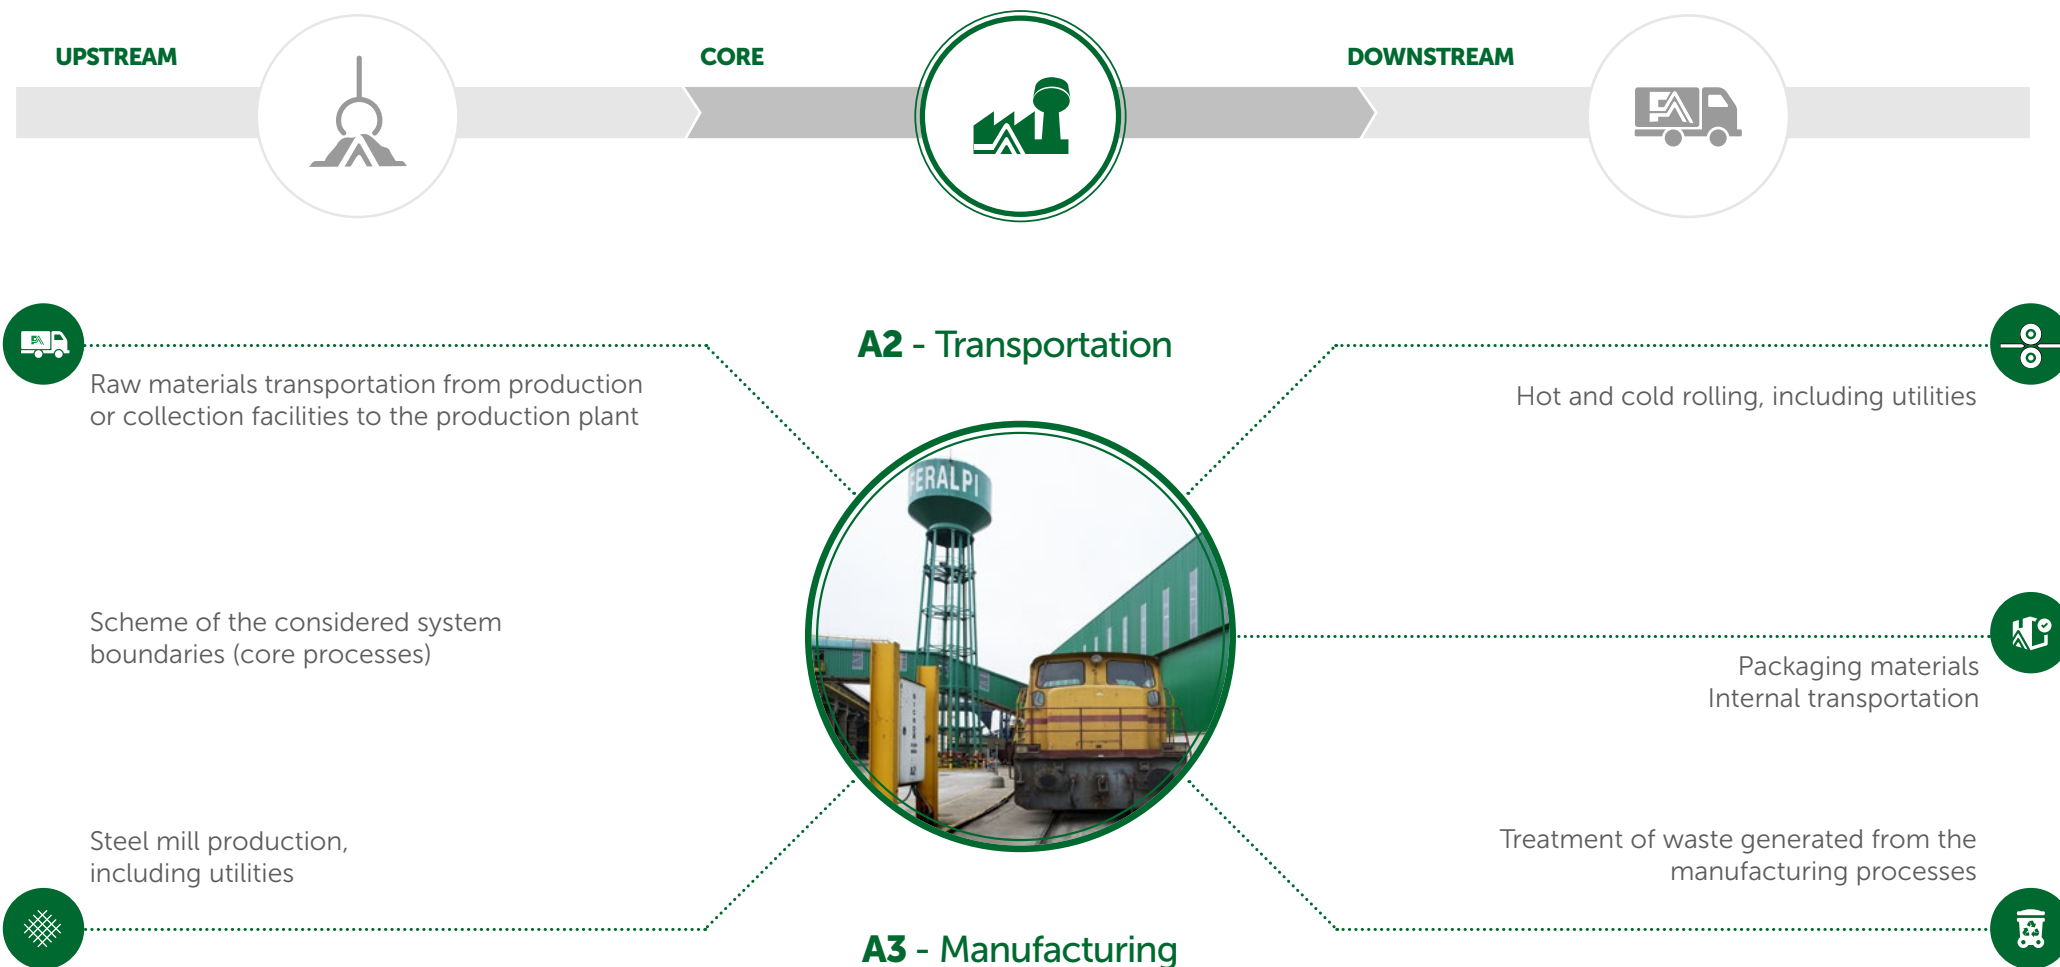 UPSTREAM
CORE
DOWNSTREAM
A2 - Transportation
Raw materials transportation from production
or collection facilities to the production plant
Hot and cold rolling, including utilities
FERALPI
Scheme of the considered system
boundaries (core processes)
Packaging materials
Internal transportation
Steel mill production,
including utilities
Treatment of waste generated from the
manufacturing processes
A3 - Manufacturing